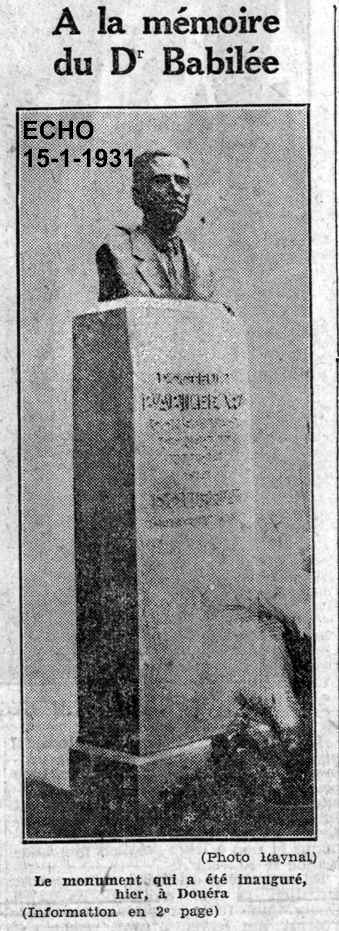 A la mémoire
du Dr Babilée
ECHO
15-1-1931
(Photo Raynal)
Le monument qui a été inauguré,
hier, à Douéra
(Information en 2e page)